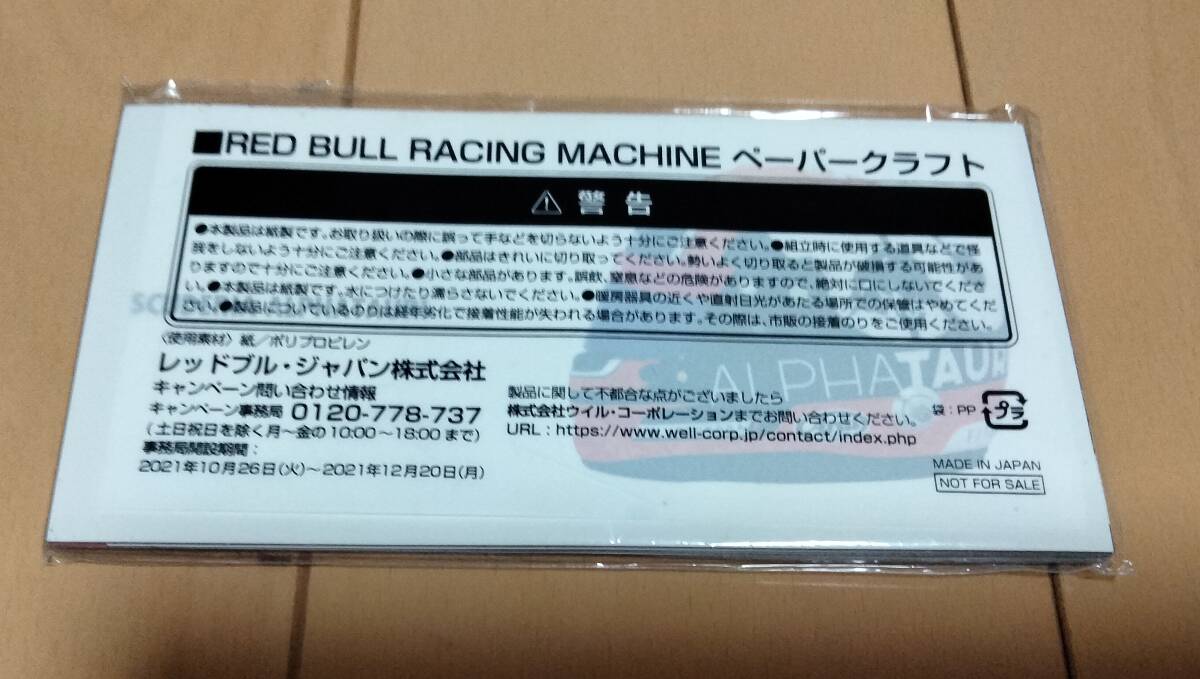 ■RED BULL RACING MACHINE ペーパークラフト
⚠ 警告
●本製品は紙製です。お取り扱いの際に誤って手などを切らないよう十分にご注意ください。●組立時に使用する道具などで怪
我をしないよう十分にご注意ください。●部品はきれいに切り取ってください。勢いよく切り取ると製品が破損する可能性があ
りますので十分にご注意ください。●小さな部品があります。誤飲、窒息などの危険がありますので、絶対に口にしないでくださ
い。●本製品は紙製です。水につけたり濡らさないでください。●暖房器具の近くや直射日光があたる場所での保管はやめてくだ
さい。●製品についているのりは経年劣化で接着性能が失われる場合があります。その際は、市販の接着のりをご使用ください。
〈使用素材〉紙／ポリプロピレン
レッドブル・ジャパン株式会社
キャンペーン問い合わせ情報
キャンペーン事務局 0120-778-737
(土日祝日を除く月〜金の10:00〜18:00まで)
事務局開設期間：
2021年10月26日(火)〜2021年12月20日(月)
製品に関して不都合な点がございましたら
株式会社ウイル・コーポレーションまでお問い合わせください。
URL : https://www.well-corp.jp/contact/index.php
袋：PP プラ
MADE IN JAPAN
NOT FOR SALE
ALPHATAURI